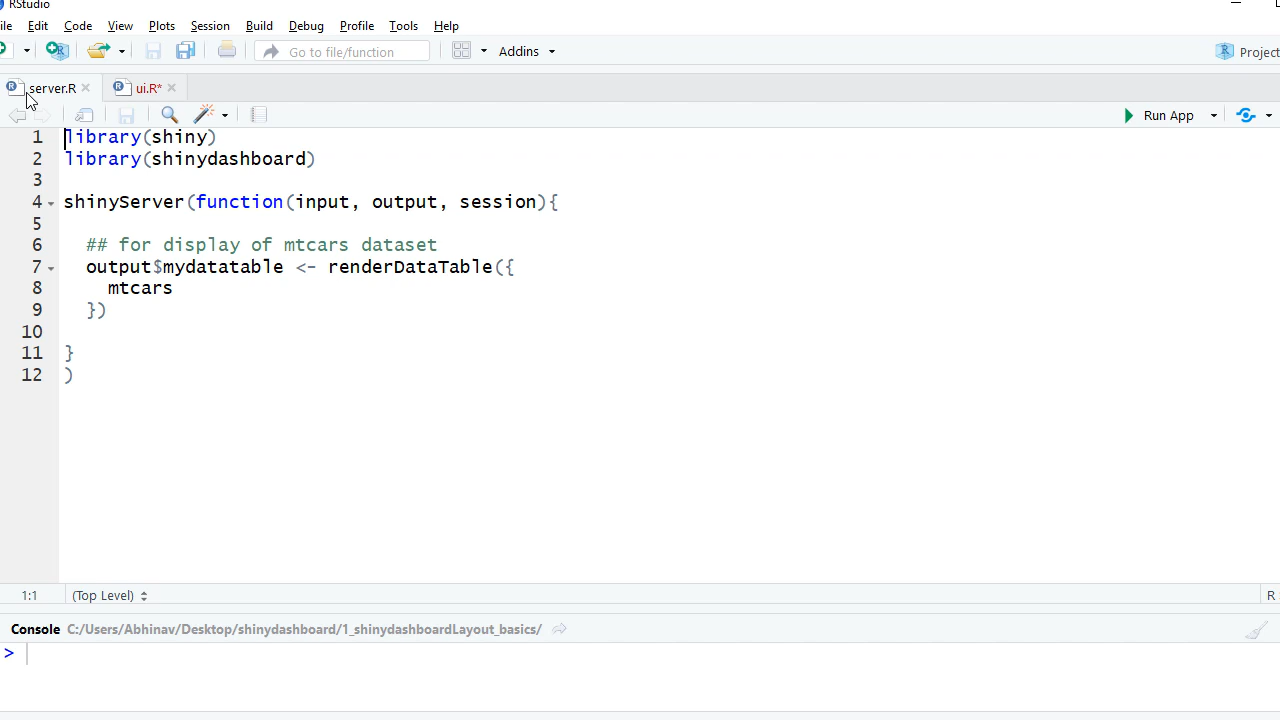 RStudio
ile Edit Code View Plots Session Build Debug Profile Tools Help
Go to file/function Addins Project
server.R ui.R*
Run App
1 library(shiny)
2 library(shinydashboard)
3
4 shinyServer(function(input, output, session){
5
6 ## for display of mtcars dataset
7 output$mydatatable <- renderDataTable({
8 mtcars
9 })
10
11 }
12 )
1:1 (Top Level) R
Console C:/Users/Abhinav/Desktop/shinydashboard/1_shinydashboardLayout_basics/
>